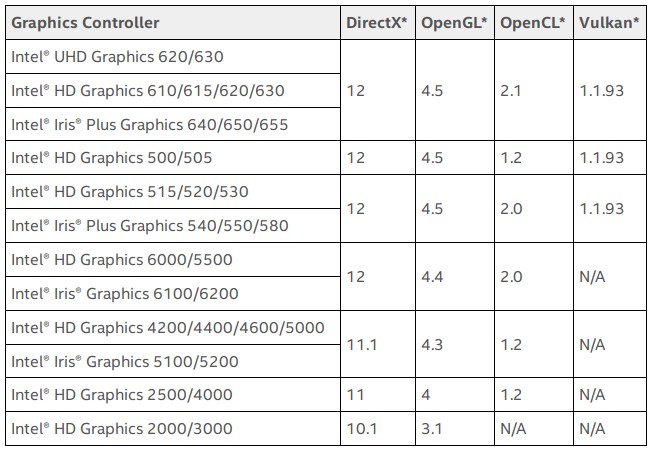 Graphics Controller DirectX* OpenGL* OpenCL* Vulkan*
Intel® UHD Graphics 620/630
Intel® HD Graphics 610/615/620/630 12 4.5 2.1 1.1.93
Intel® Iris® Plus Graphics 640/650/655
Intel® HD Graphics 500/505 12 4.5 1.2 1.1.93
Intel® HD Graphics 515/520/530
12 4.5 2.0 1.1.93
Intel® Iris® Plus Graphics 540/550/580
Intel® HD Graphics 6000/5500
12 4.4 2.0 N/A
Intel® Iris® Graphics 6100/6200
Intel® HD Graphics 4200/4400/4600/5000
11.1 4.3 1.2 N/A
Intel® Iris® Graphics 5100/5200
Intel® HD Graphics 2500/4000 11 4 1.2 N/A
Intel® HD Graphics 2000/3000 10.1 3.1 N/A N/A